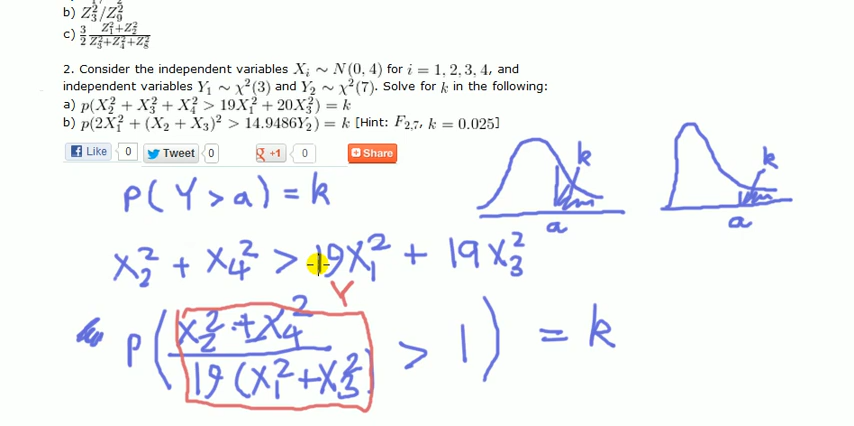 b) Z₃²/Z₉²
c) 3/2 (Z₁²+Z₂²)/(Z₃²+Z₄²+Z₈²)
2. Consider the independent variables Xᵢ ∼ N(0, 4) for i = 1, 2, 3, 4, and
independent variables Y₁ ∼ χ²(3) and Y₂ ∼ χ²(7). Solve for k in the following:
a) p(X₂² + X₃² + X₄² > 19X₁² + 20X₃²) = k
b) p(2X₁² + (X₂ + X₃)² > 14.9486Y₂) = k [Hint: F₂,₇, k = 0.025]
Like 0 Tweet 0 +1 0 Share
P(Y>a)=k
k
a
k
a
X₂² + X₄² > 19X₁² + 19X₃²
Y
P((X₂² + X₄²)/(19(X₁²+X₃²)) > 1) = k